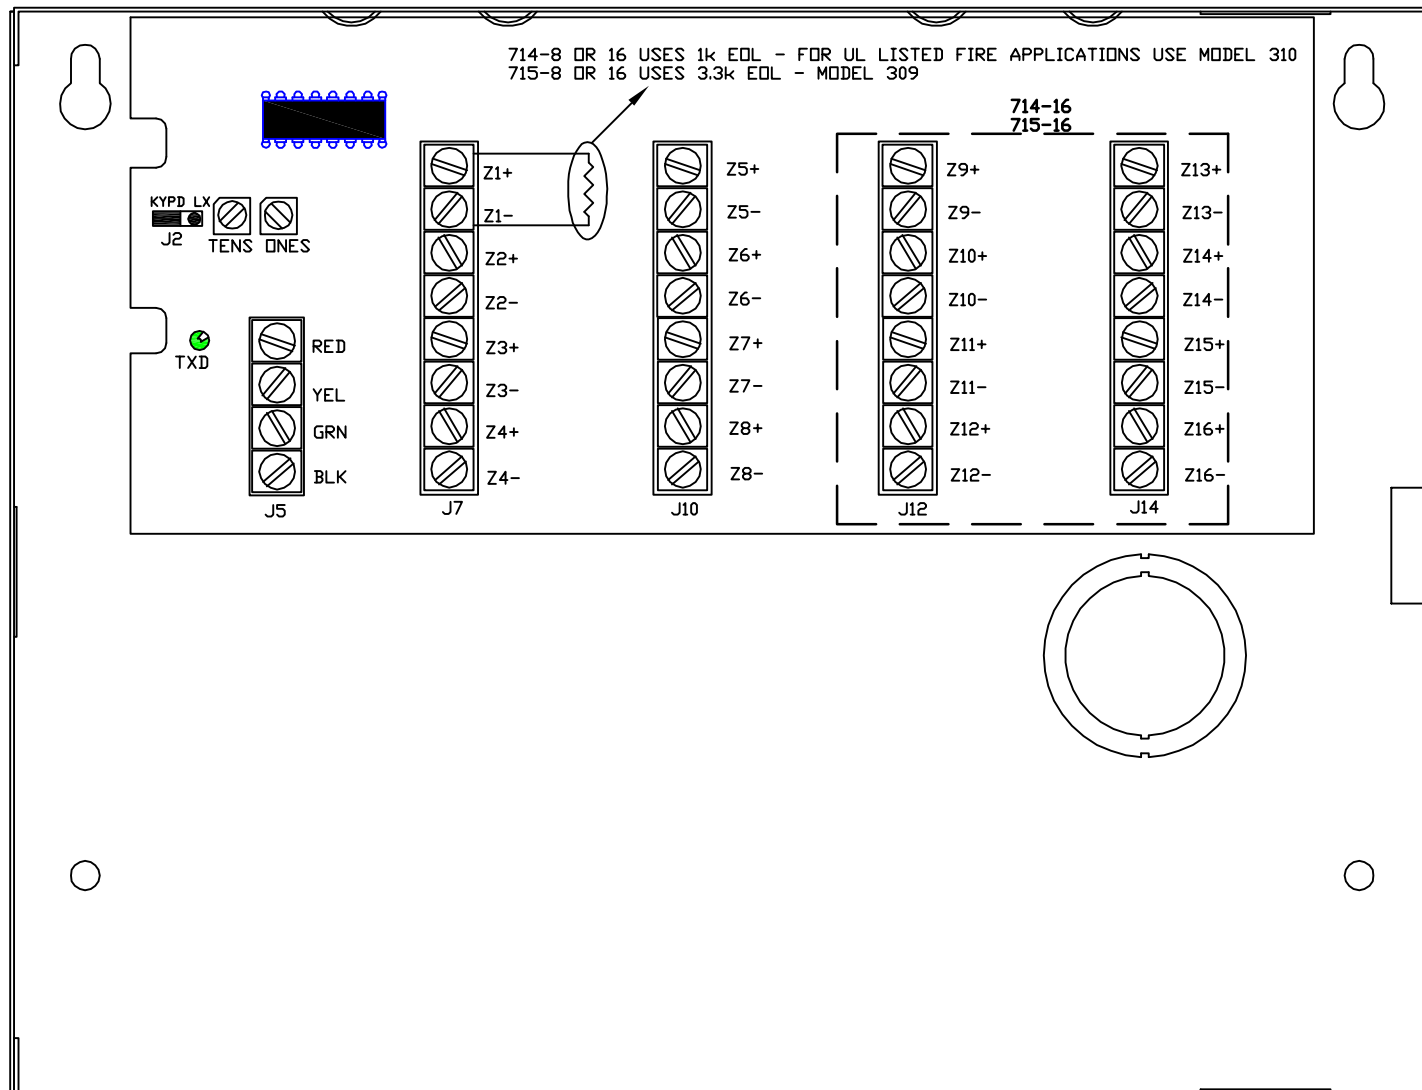 714-8 OR 16 USES 1k EOL - FOR UL LISTED FIRE APPLICATIONS USE MODEL 310
715-8 OR 16 USES 3.3k EOL - MODEL 309
714-16
715-16
KYPD LX
J2
TENS ONES
TXD
RED
YEL
GRN
BLK
J5
Z1+
Z1-
Z2+
Z2-
Z3+
Z3-
Z4+
Z4-
J7
Z5+
Z5-
Z6+
Z6-
Z7+
Z7-
Z8+
Z8-
J10
Z9+
Z9-
Z10+
Z10-
Z11+
Z11-
Z12+
Z12-
J12
Z13+
Z13-
Z14+
Z14-
Z15+
Z15-
Z16+
Z16-
J14